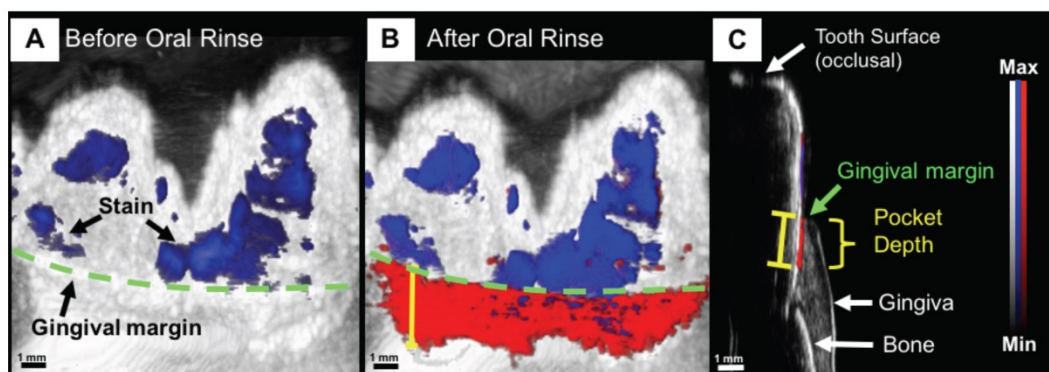 A Before Oral Rinse
Stain
Gingival margin
1 mm
B After Oral Rinse
1 mm
C
Tooth Surface
(occlusal)
Max
Gingival margin
Pocket
Depth
Gingiva
Bone
Min
1 mm